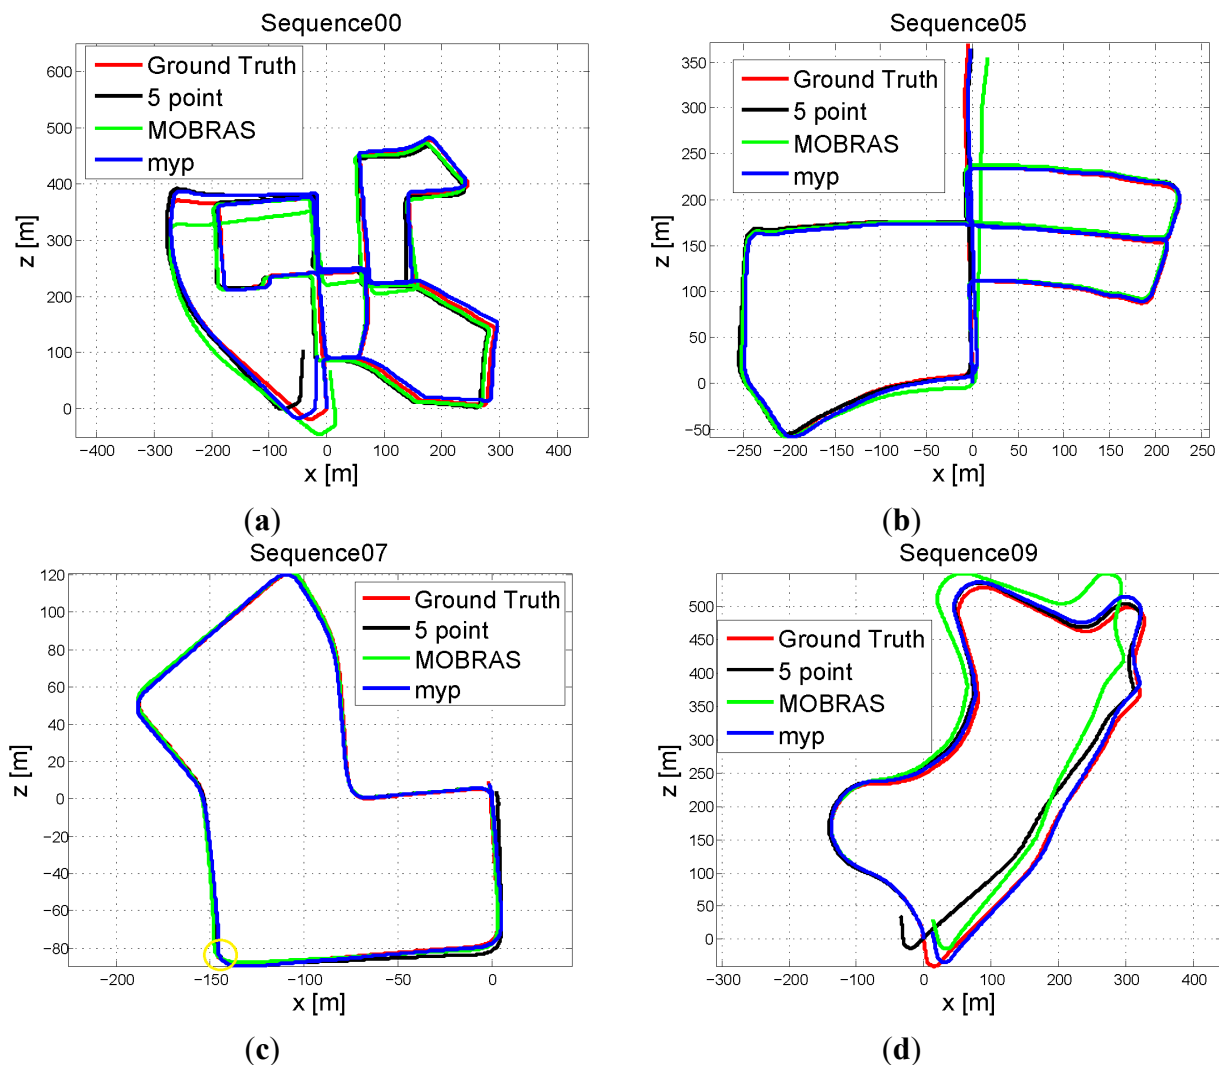 Sequence00
Ground Truth
5 point
MOBRAS
myp
z [m]
600
500
400
300
200
100
0
−400 −300 −200 −100 0 100 200 300 400
x [m]
(a)
Sequence05
Ground Truth
5 point
MOBRAS
myp
z [m]
350
300
250
200
150
100
50
0
−50
−250 −200 −150 −100 −50 0 50 100 150 200 250
x [m]
(b)
Sequence07
Ground Truth
5 point
MOBRAS
myp
z [m]
120
100
80
60
40
20
0
−20
−40
−60
−80
−200 −150 −100 −50 0
x [m]
(c)
Sequence09
Ground Truth
5 point
MOBRAS
myp
z [m]
500
450
400
350
300
250
200
150
100
50
0
−300 −200 −100 0 100 200 300 400
x [m]
(d)